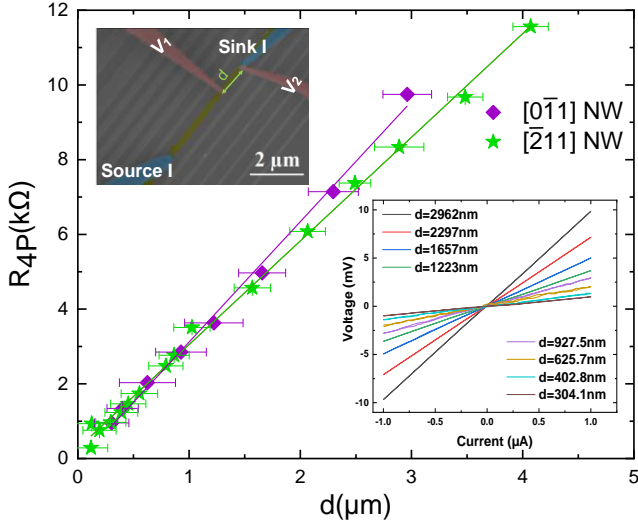 12
10
8
6
4
2
0
R4P(kΩ)
0
1
2
3
4
5
d(μm)
V1
Sink I
d
V2
Source I
2 μm
[01̅1] NW
[2̅11] NW
10
5
0
-5
-10
Voltage (mV)
d=2962nm
d=2297nm
d=1657nm
d=1223nm
d=927.5nm
d=625.7nm
d=402.8nm
d=304.1nm
-1.0
-0.5
0.0
0.5
1.0
Current (μA)